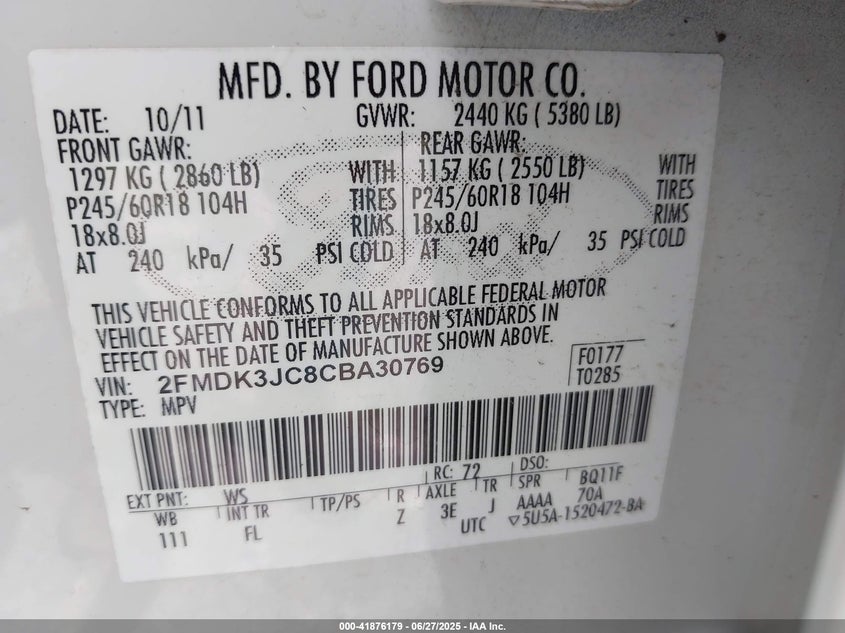 MFD. BY FORD MOTOR CO.
DATE: 10/11 GVWR: 2440 KG ( 5380 LB)
FRONT GAWR: REAR GAWR:
1297 KG ( 2860 LB) WITH 1157 KG ( 2550 LB) WITH
P245/60R18 104H TIRES P245/60R18 104H TIRES
18x8.0J RIMS 18x8.0J RIMS
AT 240 kPa/ 35 PSI COLD AT 240 kPa/ 35 PSI COLD
THIS VEHICLE CONFORMS TO ALL APPLICABLE FEDERAL MOTOR
VEHICLE SAFETY AND THEFT PREVENTION STANDARDS IN
EFFECT ON THE DATE OF MANUFACTURE SHOWN ABOVE.
VIN: 2FMDK3JC8CBA30769 F0177
TYPE: MPV T0285
EXT PNT: WS RC: 72 DSO:
WB INT TR TP/PS R AXLE TR SPR BQ11F
111 FL Z 3E J AAAA 70A
UTC ▽5U5A-1520472-BA
000-41876179 - 06/27/2025 - IAA Inc.